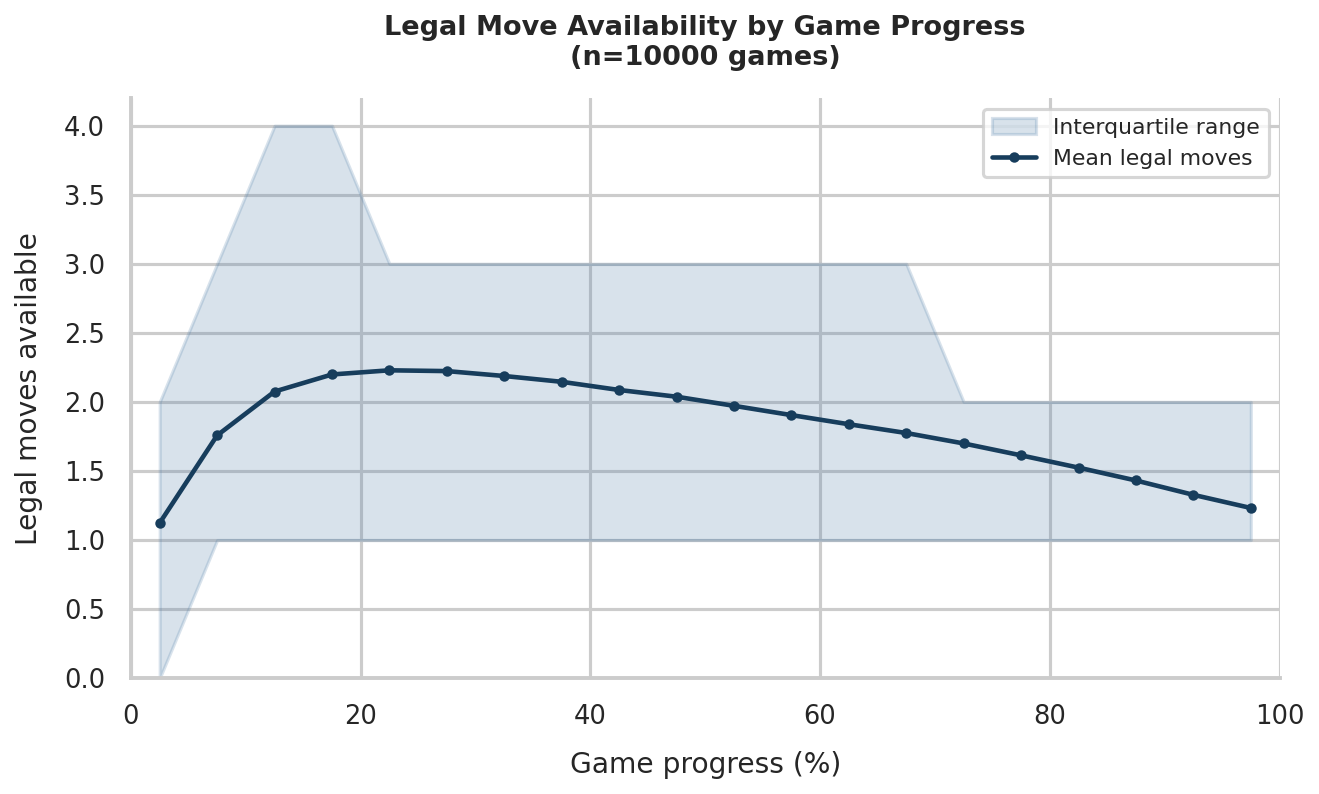 Legal Move Availability by Game Progress
(n=10000 games)
Legal moves available
4.0
3.5
3.0
2.5
2.0
1.5
1.0
0.5
0.0
Interquartile range
Mean legal moves
0 20 40 60 80 100
Game progress (%)